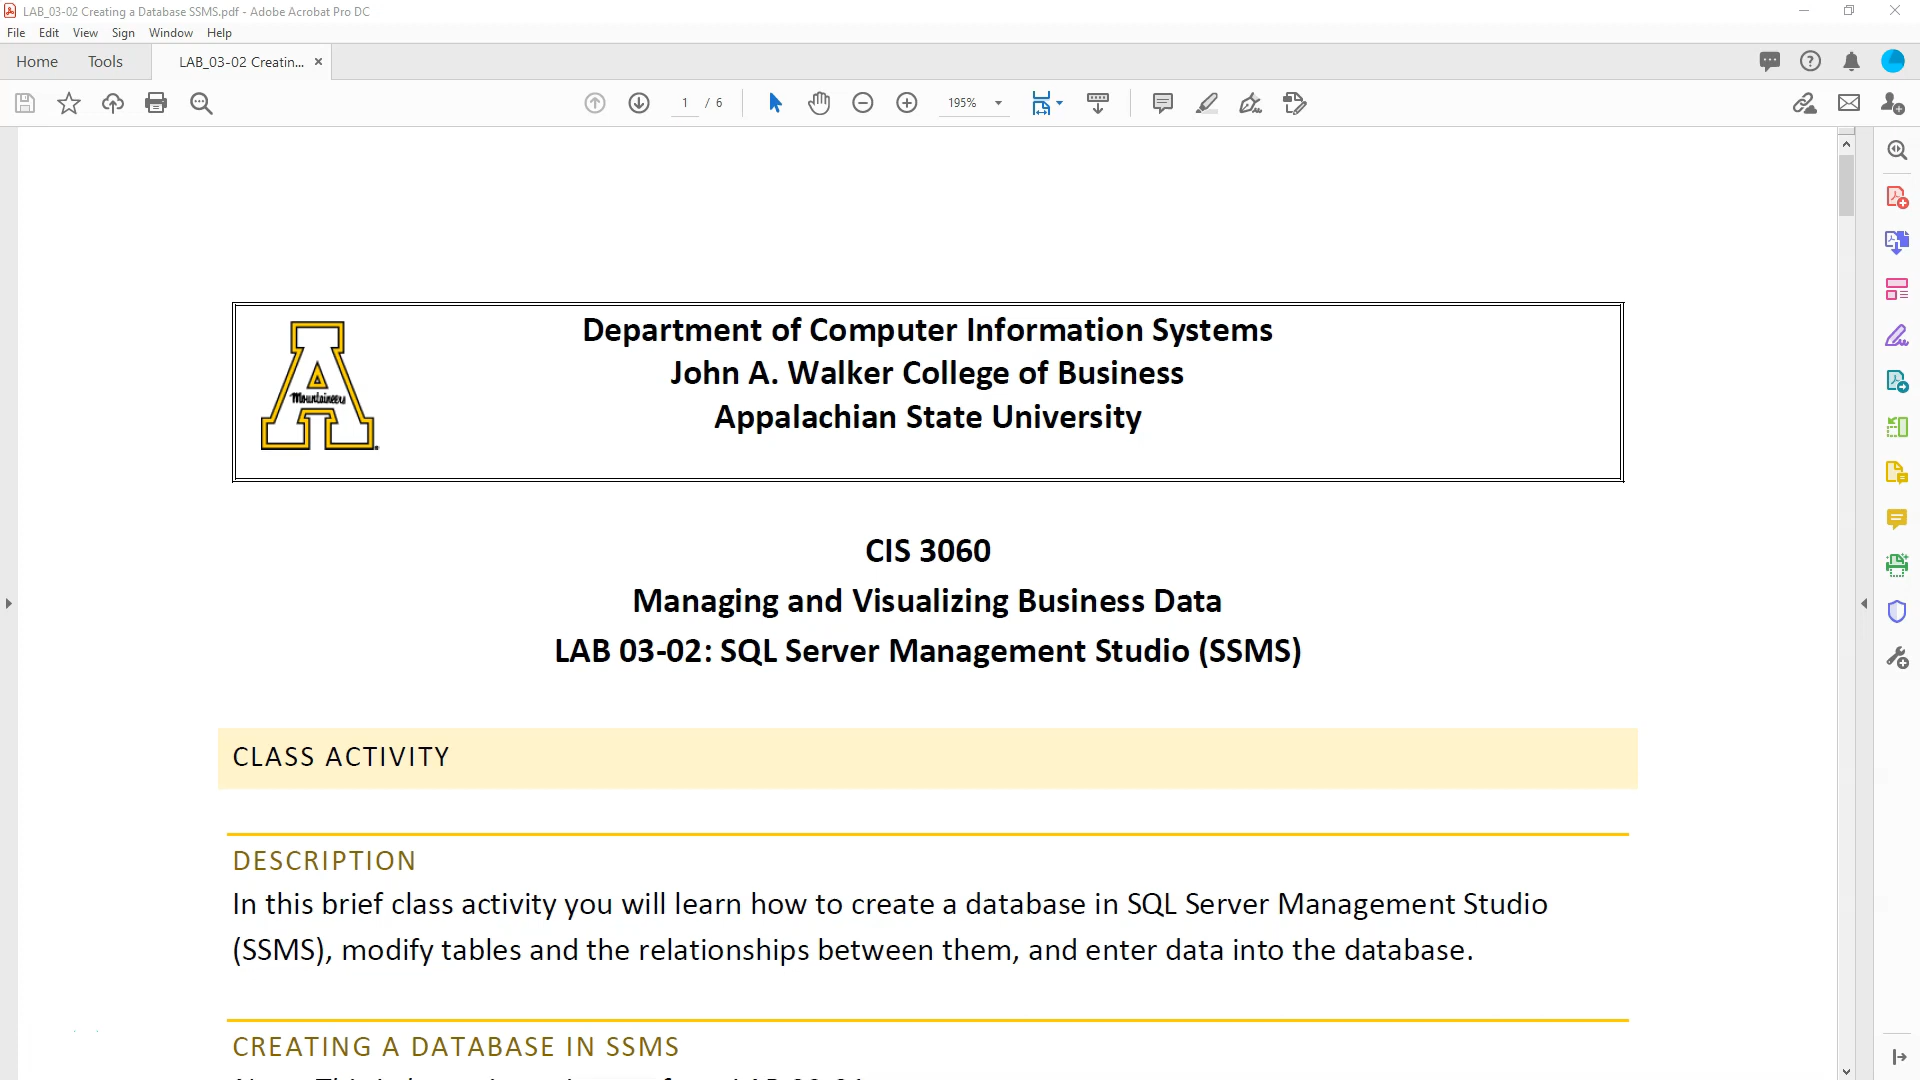 LAB_03-02 Creating a Database SSMS.pdf - Adobe Acrobat Pro DC
File Edit View Sign Window Help
Home Tools LAB_03-02 Creatin... ×
1 / 6 195%
Department of Computer Information Systems
John A. Walker College of Business
Appalachian State University
Mountaineers
CIS 3060
Managing and Visualizing Business Data
LAB 03-02: SQL Server Management Studio (SSMS)
CLASS ACTIVITY
DESCRIPTION
In this brief class activity you will learn how to create a database in SQL Server Management Studio
(SSMS), modify tables and the relationships between them, and enter data into the database.
CREATING A DATABASE IN SSMS